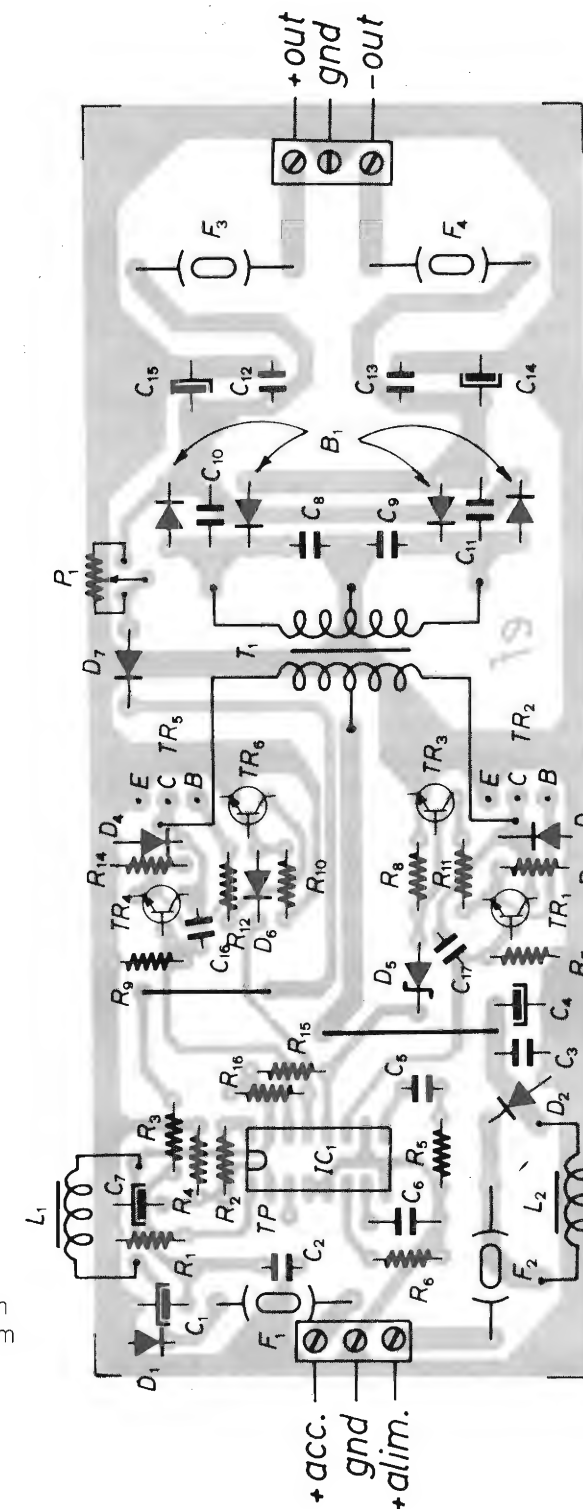 +out
gnd
-out
F3
F4
C15
C12
C13
C14
B1
C10
C8
C9
C11
P1
T1
D7
TR5
TR6
TR3
TR2
E
C
B
E
C
B
D4
R14
TR4
R12
D6
R10
R8
R11
TR1
C16
R9
D5
C17
R15
R16
C4
C3
C5
D2
R3
R4
R2
IC1
R5
L1
C7
TP
C6
L2
R1
C2
R6
F2
C1
F1
D1
+acc.
gnd
+alim.